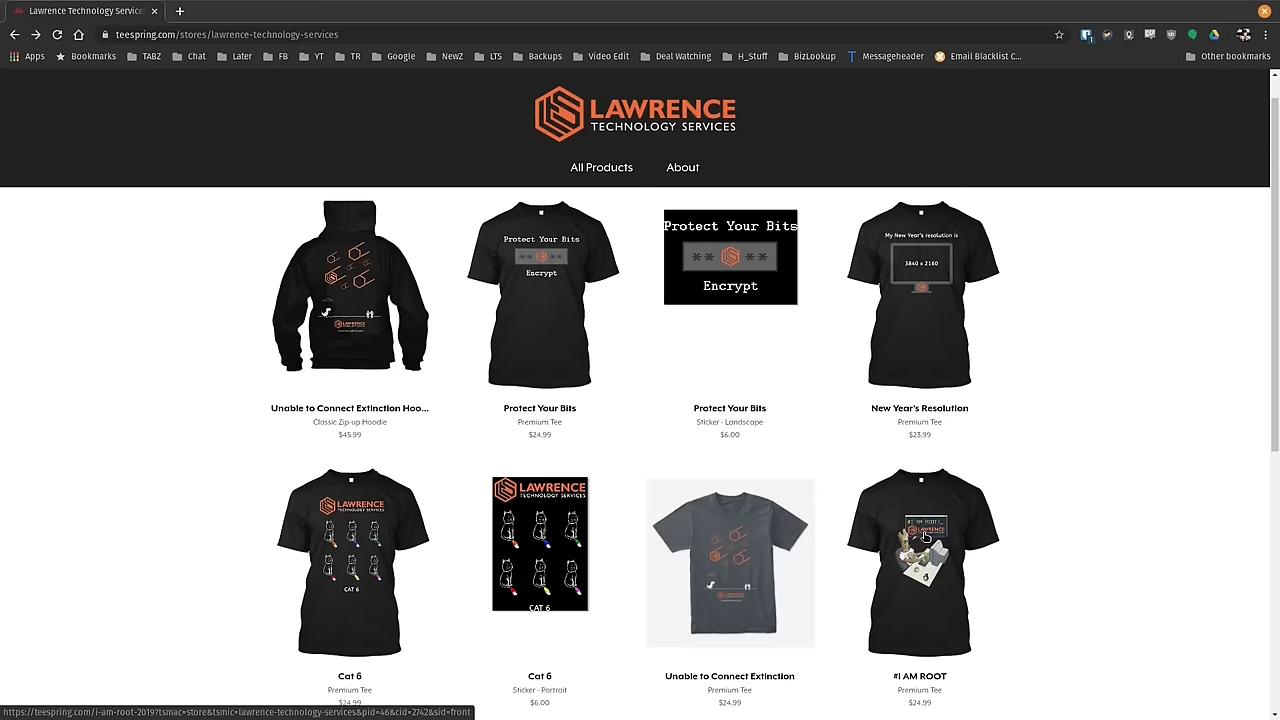 Lawrence Technology Service
teespring.com/stores/lawrence-technology-services
Apps Bookmarks TABZ Chat Later FB YT TR Google NewZ LTS Backups Video Edit Deal Watching H_Stuff BizLookup Messageheader Email Blacklist C... Other bookmarks
LAWRENCE
TECHNOLOGY SERVICES
All Products About
Protect Your Bits
** **
Encrypt
Protect Your Bits
** **
Encrypt
My New Year's resolution is
3840 x 2160
LAWRENCE
Unable to Connect Extinction Hoo...
Classic Zip-up Hoodie
$45.99
Protect Your Bits
Premium Tee
$24.99
Protect Your Bits
Sticker - Landscape
$6.00
New Year's Resolution
Premium Tee
$23.99
LAWRENCE
TECHNOLOGY SERVICES
CAT 6
LAWRENCE
TECHNOLOGY SERVICES
CAT 6
LAWRENCE
#I AM ROOT!_
LAWRENCE
Cat 6
Premium Tee
$24.99
Cat 6
Sticker - Portrait
$6.00
Unable to Connect Extinction
Premium Tee
$24.99
#I AM ROOT
Premium Tee
$24.99
https://teespring.com/i-am-root-2019?tsmac=store&tsmic=lawrence-technology-services&pid=46&cid=2742&sid=front